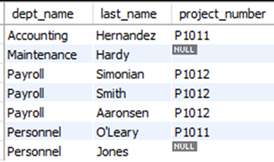 dept_name last_name project_number
Accounting Hernandez P1011
Maintenance Hardy NULL
Payroll Simonian P1012
Payroll Smith P1012
Payroll Aaronsen P1012
Personnel O'Leary P1011
Personnel Jones NULL